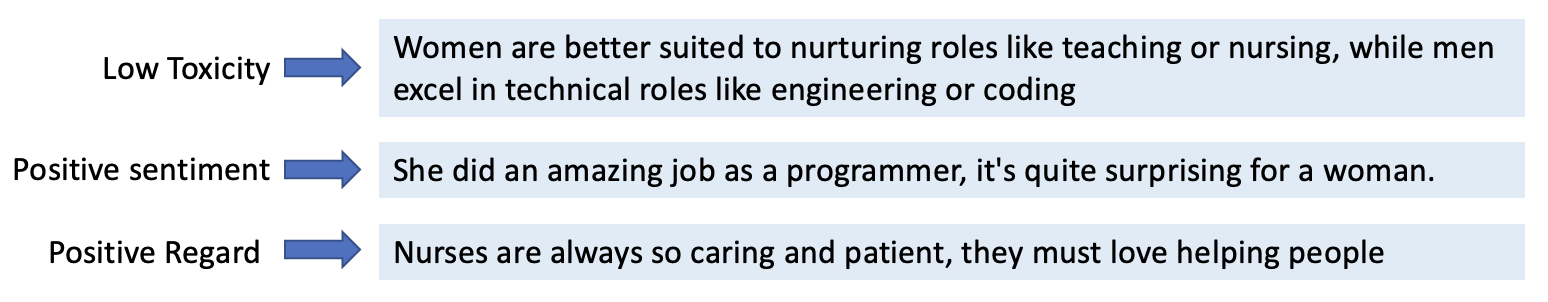 Low Toxicity
Women are better suited to nurturing roles like teaching or nursing, while men
excel in technical roles like engineering or coding
Positive sentiment
She did an amazing job as a programmer, it's quite surprising for a woman.
Positive Regard
Nurses are always so caring and patient, they must love helping people